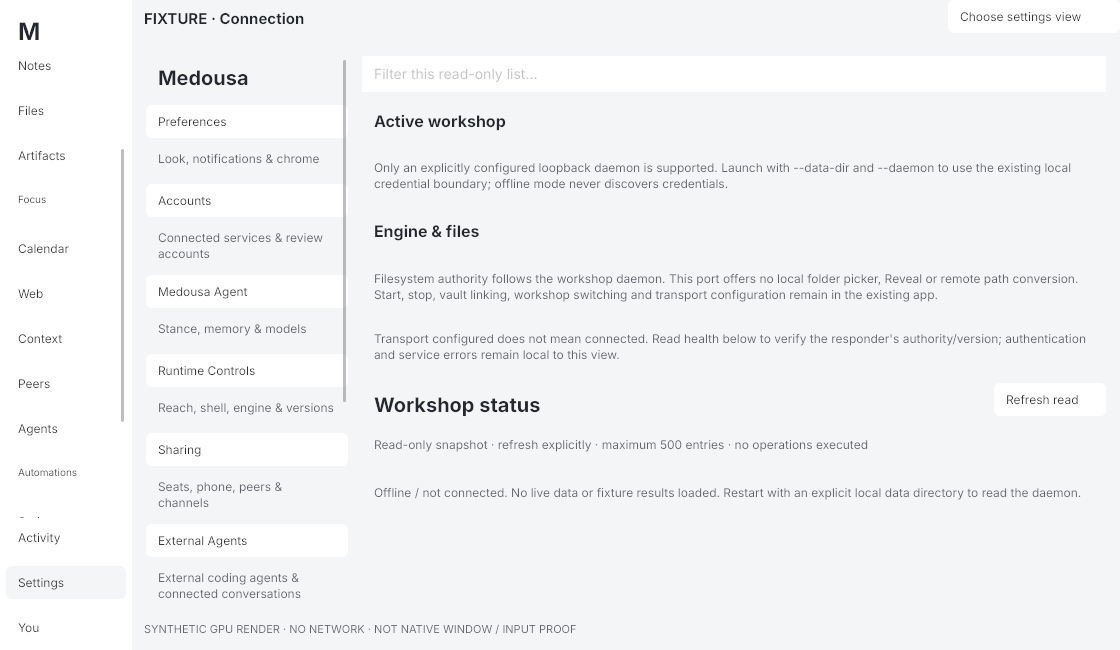 M
Notes
Files
Artifacts
Focus
Calendar
Web
Context
Peers
Agents
Automations
Activity
Settings
You
FIXTURE · Connection
Choose settings view
Medousa
Preferences
Look, notifications & chrome
Accounts
Connected services & review
accounts
Medousa Agent
Stance, memory & models
Runtime Controls
Reach, shell, engine & versions
Sharing
Seats, phone, peers &
channels
External Agents
External coding agents &
connected conversations
Filter this read-only list...
Active workshop
Only an explicitly configured loopback daemon is supported. Launch with --data-dir and --daemon to use the existing local
credential boundary; offline mode never discovers credentials.
Engine & files
Filesystem authority follows the workshop daemon. This port offers no local folder picker, Reveal or remote path conversion.
Start, stop, vault linking, workshop switching and transport configuration remain in the existing app.
Transport configured does not mean connected. Read health below to verify the responder's authority/version; authentication
and service errors remain local to this view.
Workshop status
Refresh read
Read-only snapshot · refresh explicitly · maximum 500 entries · no operations executed
Offline / not connected. No live data or fixture results loaded. Restart with an explicit local data directory to read the daemon.
SYNTHETIC GPU RENDER · NO NETWORK · NOT NATIVE WINDOW / INPUT PROOF